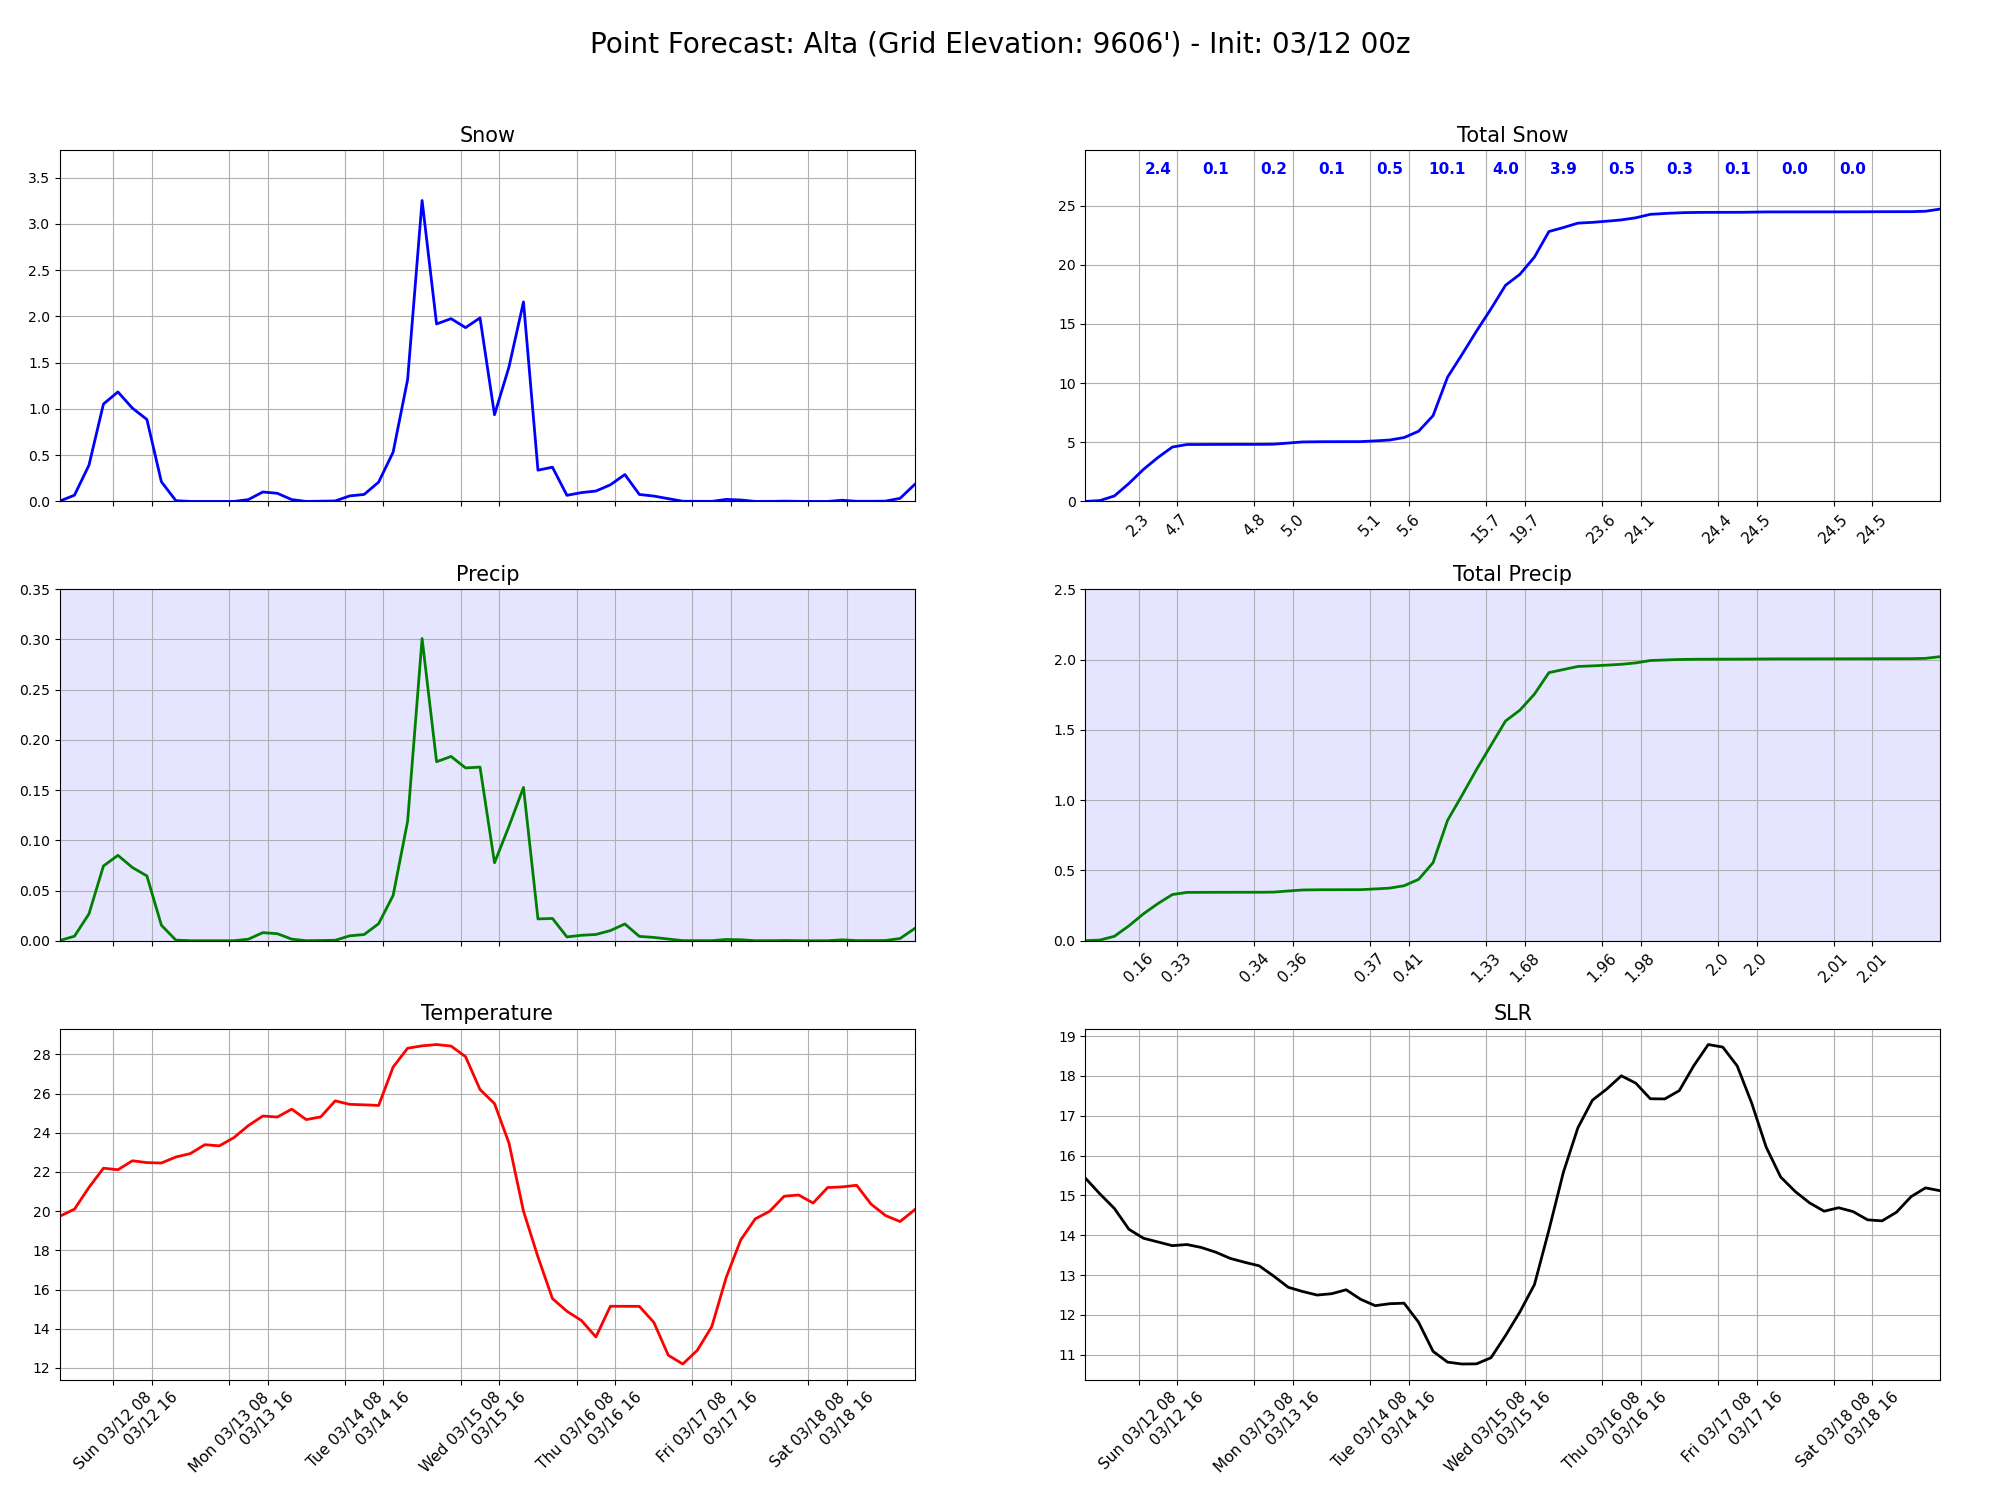 Point Forecast: Alta (Grid Elevation: 9606') - Init: 03/12 00z
Snow
3.5
3.0
2.5
2.0
1.5
1.0
0.5
0.0
Total Snow
2.4 0.1 0.2 0.1 0.5 10.1 4.0 3.9 0.5 0.3 0.1 0.0 0.0
25
20
15
10
5
0
2.3 4.7 4.8 5.0 5.1 5.6 15.7 19.7 23.6 24.1 24.4 24.5 24.5 24.5
Precip
0.35
0.30
0.25
0.20
0.15
0.10
0.05
0.00
Total Precip
2.5
2.0
1.5
1.0
0.5
0.0
0.16 0.33 0.34 0.36 0.37 0.41 1.33 1.68 1.96 1.98 2.0 2.0 2.01 2.01
Temperature
28
26
24
22
20
18
16
14
12
Sun 03/12 08
03/12 16
Mon 03/13 08
03/13 16
Tue 03/14 08
03/14 16
Wed 03/15 08
03/15 16
Thu 03/16 08
03/16 16
Fri 03/17 08
03/17 16
Sat 03/18 08
03/18 16
SLR
19
18
17
16
15
14
13
12
11
Sun 03/12 08
03/12 16
Mon 03/13 08
03/13 16
Tue 03/14 08
03/14 16
Wed 03/15 08
03/15 16
Thu 03/16 08
03/16 16
Fri 03/17 08
03/17 16
Sat 03/18 08
03/18 16